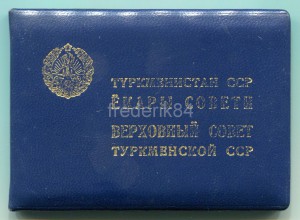 ТҮРКМЕНИСТАН ССР
ЁКАРЫ СОВЕТИ
frederik84
ВЕРХОВНЫЙ СОВЕТ
ТУРКМЕНСКОЙ ССР